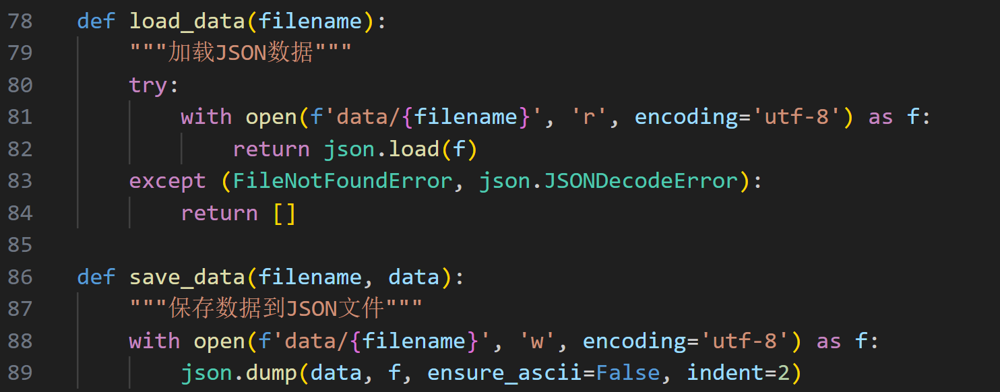 78 def load_data(filename):
79 """加载JSON数据"""
80 try:
81 with open(f'data/{filename}', 'r', encoding='utf-8') as f:
82 return json.load(f)
83 except (FileNotFoundError, json.JSONDecodeError):
84 return []
85
86 def save_data(filename, data):
87 """保存数据到JSON文件"""
88 with open(f'data/{filename}', 'w', encoding='utf-8') as f:
89 json.dump(data, f, ensure_ascii=False, indent=2)